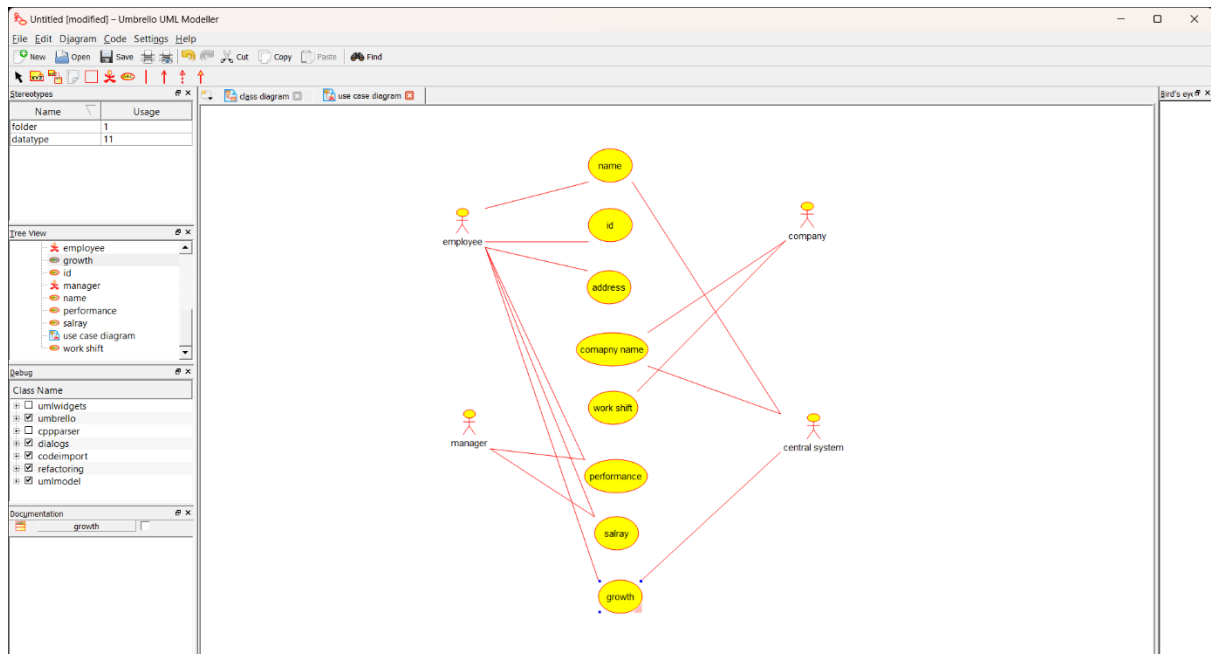 Untitled [modified] – Umbrello UML Modeller
File Edit Diagram Code Settings Help
New Open Save Cut Copy Paste Find
XYZ
Stereotypes
Name Usage
folder 1
datatype 11
Tree View
employee
growth
id
manager
name
performance
salray
use case diagram
work shift
Debug
Class Name
umlwidgets
umbrello
cppparser
dialogs
codeimport
refactoring
umlmodel
Documentation
growth
class diagram use case diagram
name
employee
id
company
address
comapny name
work shift
manager
central system
performance
salray
growth
Bird's eye